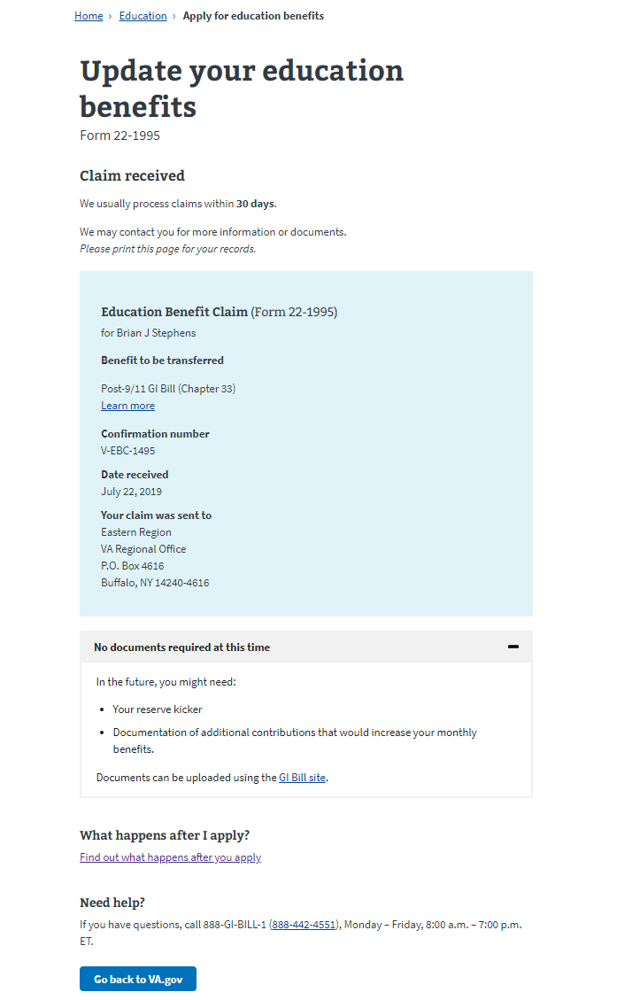 Home › Education › Apply for education benefits
Update your education
benefits
Form 22-1995
Claim received
We usually process claims within 30 days.
We may contact you for more information or documents.
Please print this page for your records.
Education Benefit Claim (Form 22-1995)
for Brian J Stephens
Benefit to be transferred
Post-9/11 GI Bill (Chapter 33)
Learn more
Confirmation number
V-EBC-1495
Date received
July 22, 2019
Your claim was sent to
Eastern Region
VA Regional Office
P.O. Box 4616
Buffalo, NY 14240-4616
No documents required at this time
In the future, you might need:
• Your reserve kicker
• Documentation of additional contributions that would increase your monthly
benefits.
Documents can be uploaded using the GI Bill site.
What happens after I apply?
Find out what happens after you apply
Need help?
If you have questions, call 888-GI-BILL-1 (888-442-4551), Monday – Friday, 8:00 a.m. – 7:00 p.m.
ET.
Go back to VA.gov